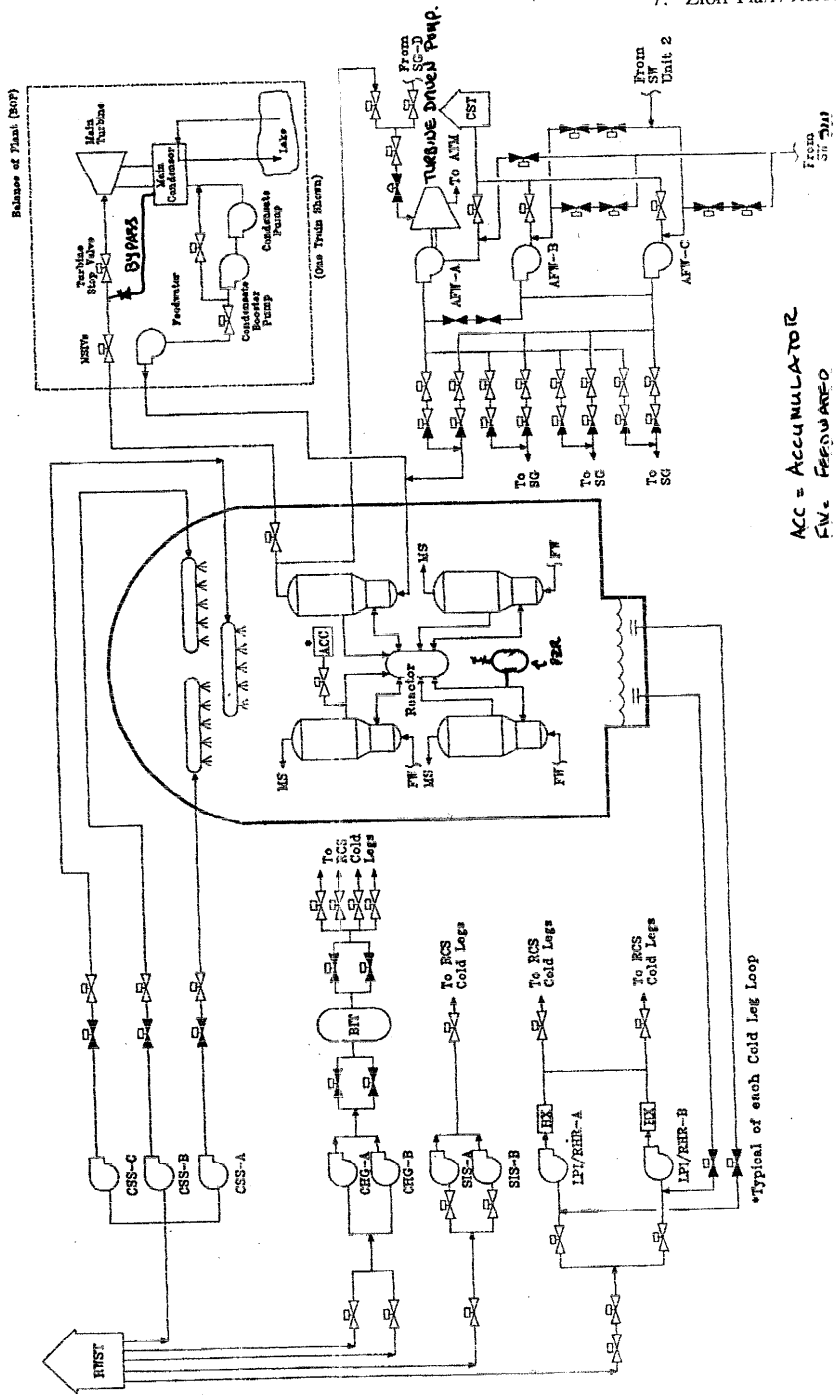 7. Zion
Balance of Plant (BOP)
Main
Turbine
Turbine
Stop Valve
MSIVs
BYPASS
Main
Condensor
Lake
Feedwater
Condensate
Booster
Pump
Condensate
Pump
(One Train Shown)
From
SG-D
TURBINE DRIVEN PUMP.
To ATM
CST
AFW-A
AFW-B
AFW-C
From
SW
Unit 2
From
SW
To
SG
To
SG
To
SG
MS
FW
MS
FW
MS
FW
*
ACC
Reactor
PZR
CSS-C
CSS-B
CSS-A
RWST
CHG-A
CHG-B
BIT
To
RCS
Cold
Legs
SIS-A
SIS-B
To RCS
Cold Legs
LPI/RHR-A
LPI/RHR-B
HX
HX
To RCS
Cold Legs
To RCS
Cold Legs
*Typical of each Cold Leg Loop
ACC = ACCUMULATOR
FW =